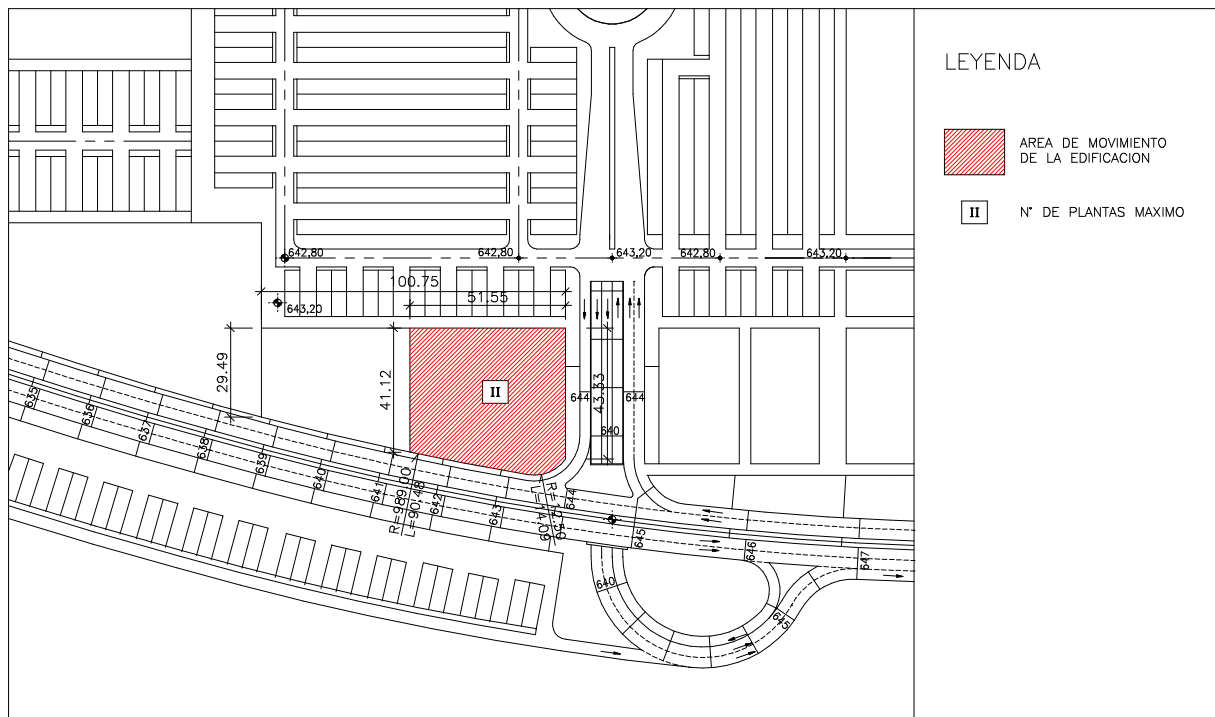 LEYENDA
AREA DE MOVIMIENTO
DE LA EDIFICACION
II
N° DE PLANTAS MAXIMO
642,80
642,80
643,20
642,80
643,20
100.75
51.55
643,20
29.49
41.12
43.33
II
644
644
640
635
636
637
638
639
640
641
642
643
644
645
646
647
R=989.00
L=90.48
R=12.50
L=14.09
640
645